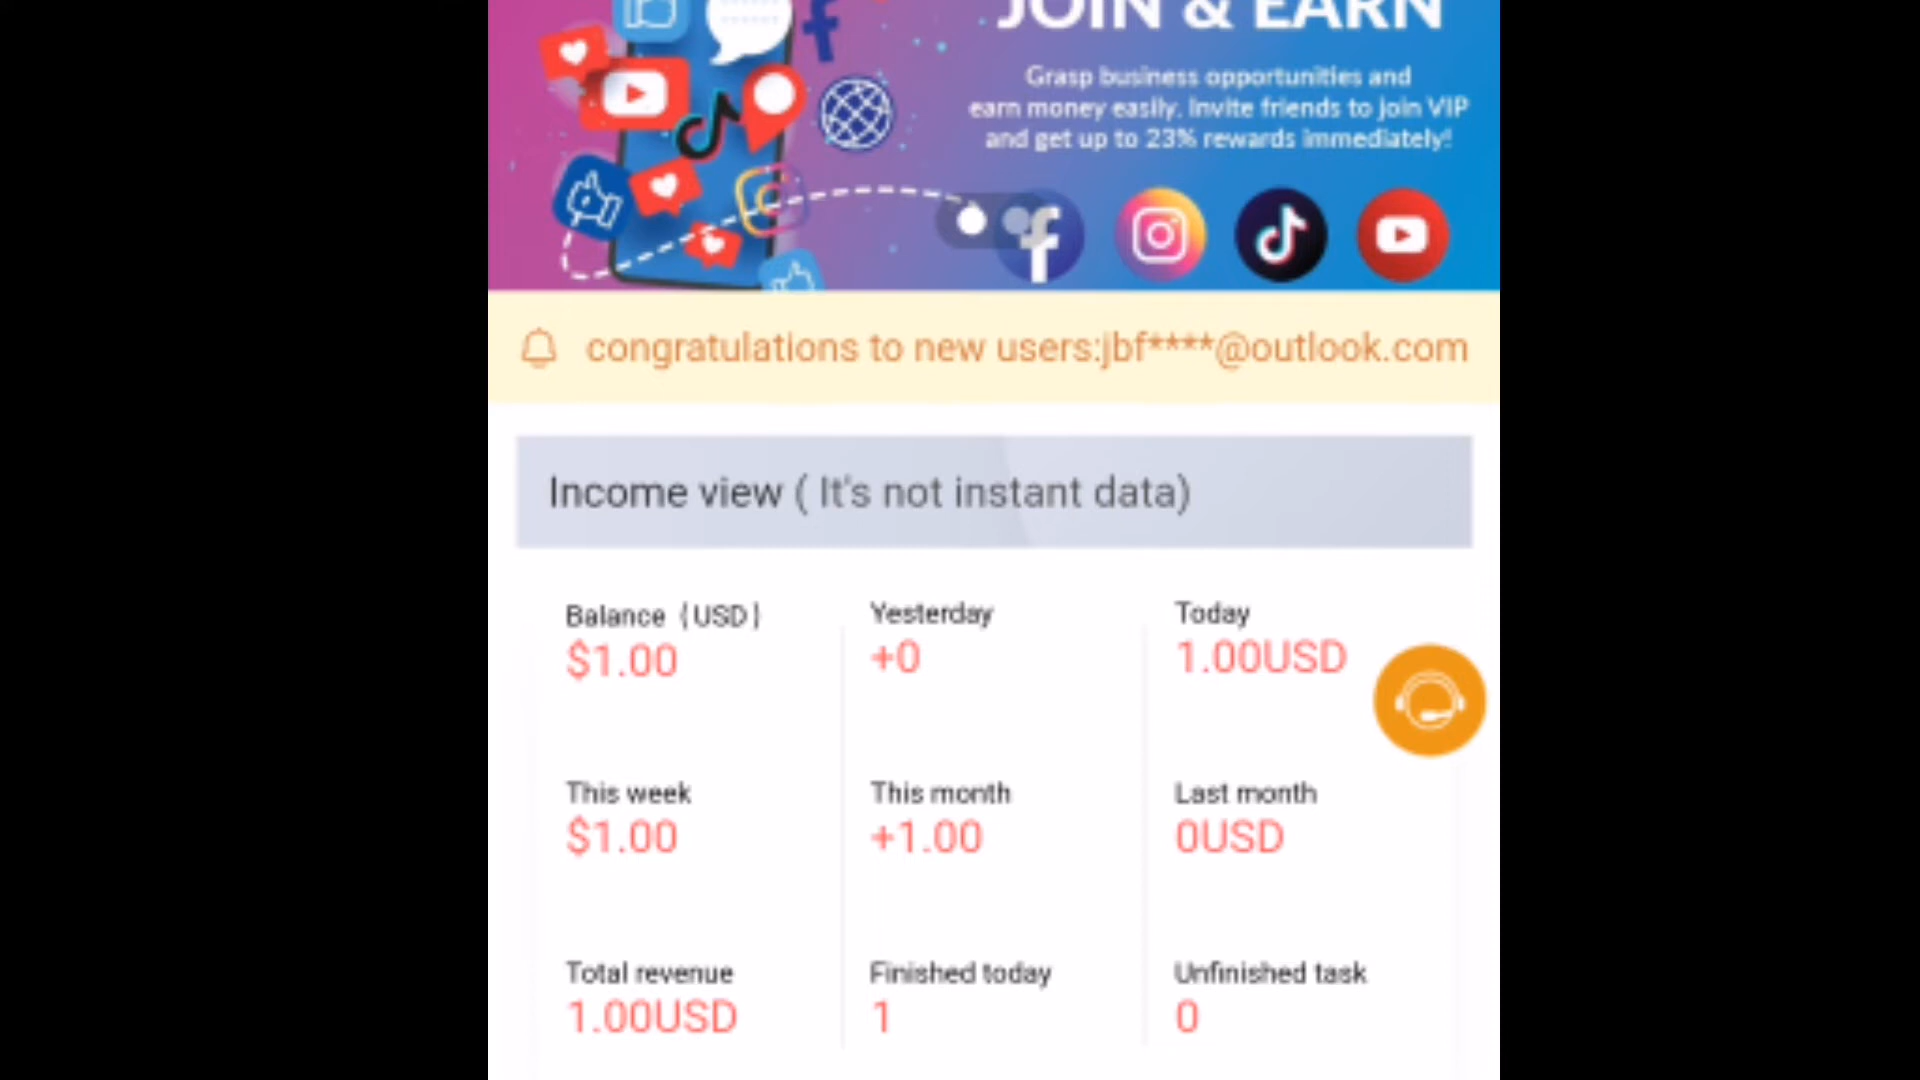 JOIN & EARN
Grasp business opportunities and
earn money easily. Invite friends to join VIP
and get up to 23% rewards immediately!
congratulations to new users:jbf****@outlook.com
Income view ( It's not instant data)
Balance {USD} Yesterday Today
$1.00 +0 1.00USD
This week This month Last month
$1.00 +1.00 0USD
Total revenue Finished today Unfinished task
1.00USD 1 0